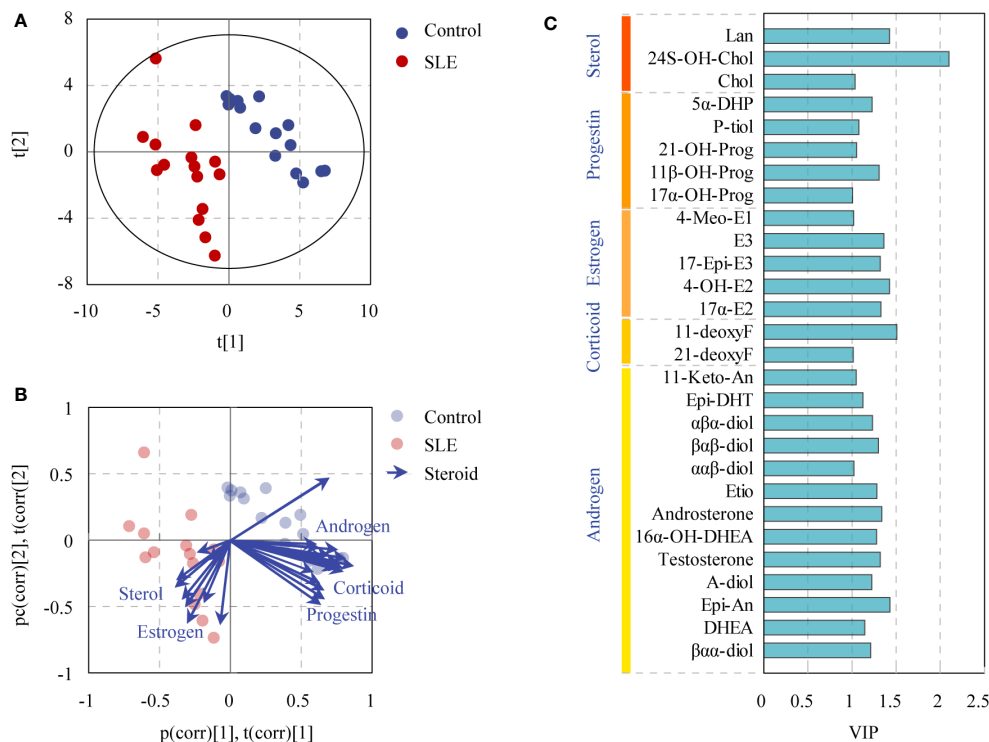 A
8
4
0
-4
-8
t[2]
-10
-5
0
5
10
t[1]
Control
SLE
B
1
0.5
0
-0.5
-1
pc(corr)[2], t(corr([2]
-1
-0.5
0
0.5
1
p(corr)[1], t(corr)[1]
Control
SLE
Steroid
Androgen
Corticoid
Progestin
Sterol
Estrogen
C
Sterol
Progestin
Estrogen
Corticoid
Androgen
Lan
24S-OH-Chol
Chol
5α-DHP
P-tiol
21-OH-Prog
11β-OH-Prog
17α-OH-Prog
4-Meo-E1
E3
17-Epi-E3
4-OH-E2
17α-E2
11-deoxyF
21-deoxyF
11-Keto-An
Epi-DHT
αβα-diol
βαβ-diol
ααβ-diol
Etio
Androsterone
16α-OH-DHEA
Testosterone
A-diol
Epi-An
DHEA
βαα-diol
0
0.5
1
1.5
2
2.5
VIP